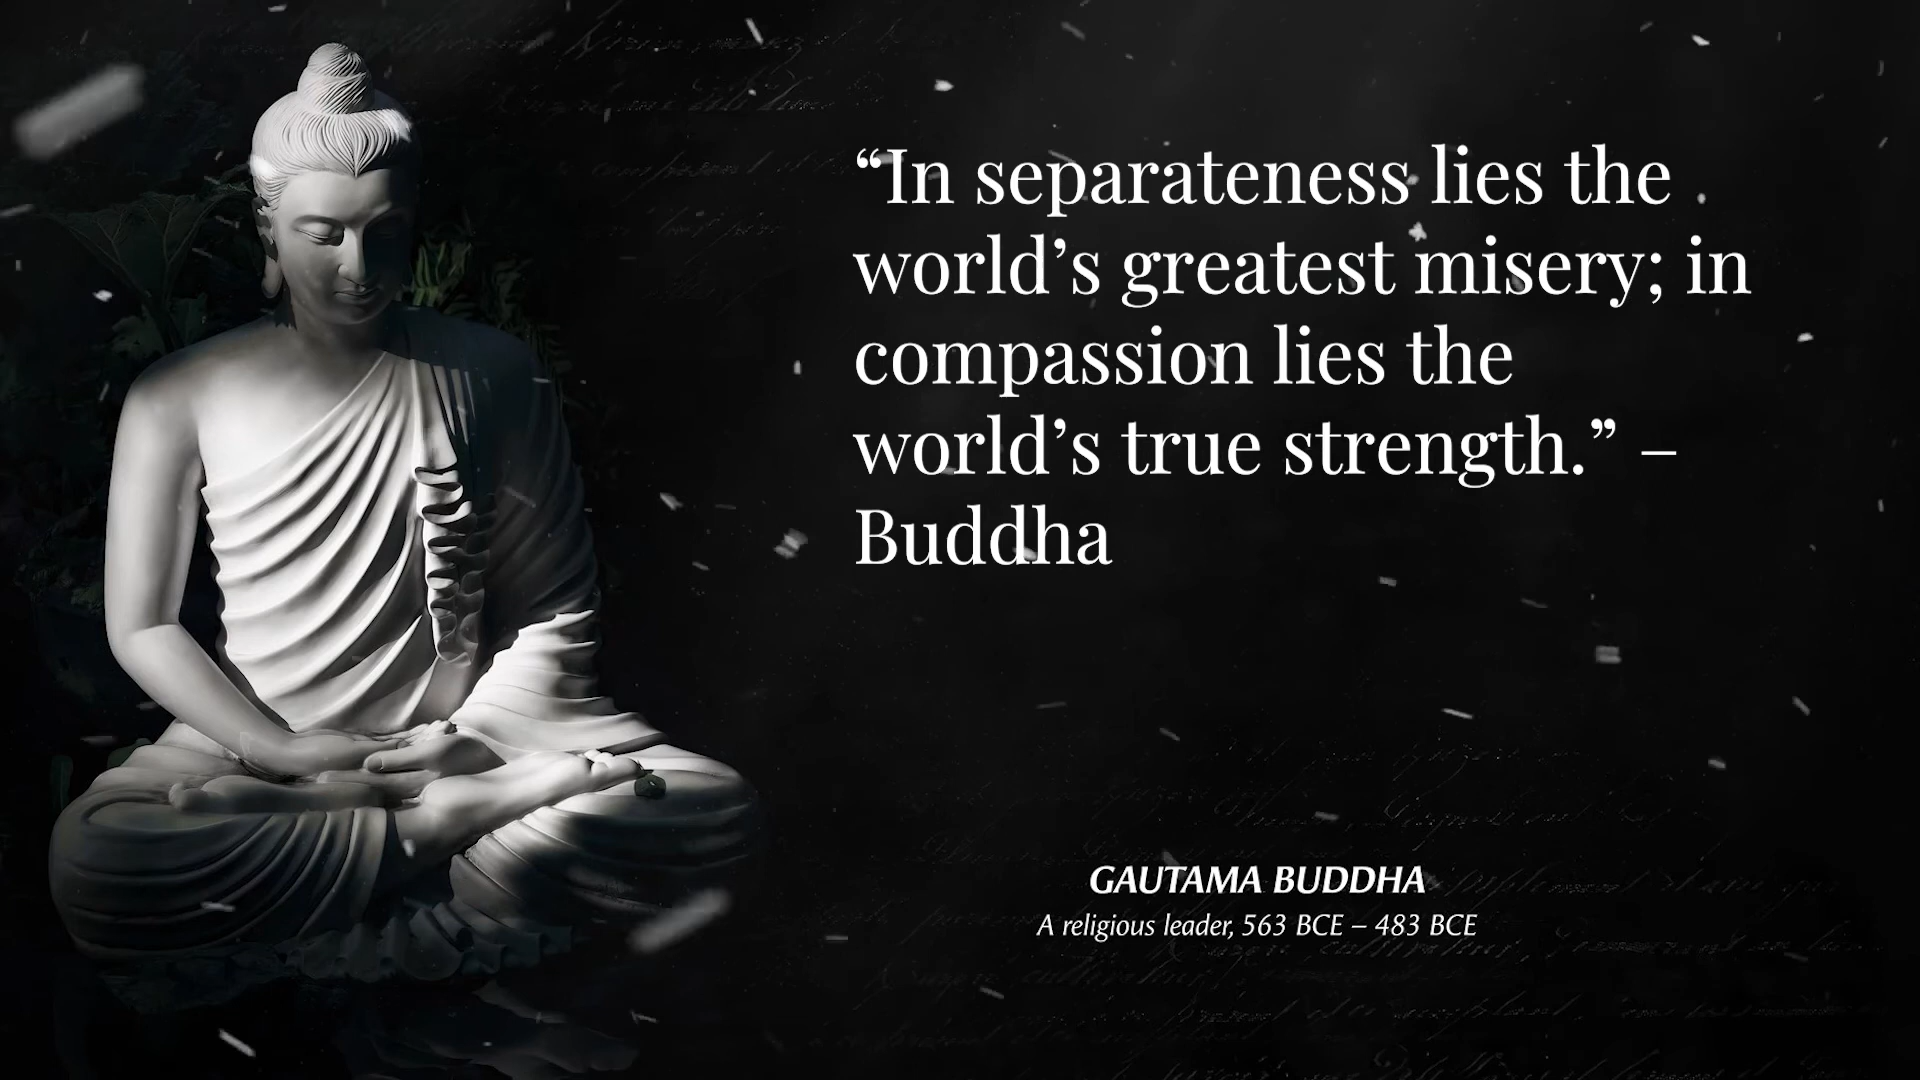 “In separateness lies the
world’s greatest misery; in
compassion lies the
world’s true strength.” –
Buddha
GAUTAMA BUDDHA
A religious leader, 563 BCE – 483 BCE